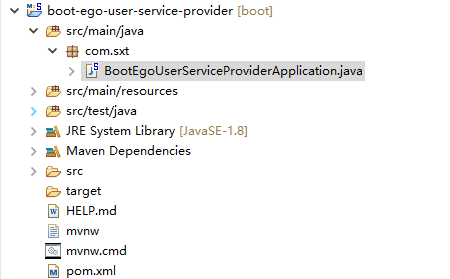 boot-ego-user-service-provider [boot]
src/main/java
com.sxt
BootEgoUserServiceProviderApplication.java
src/main/resources
src/test/java
JRE System Library [JavaSE-1.8]
Maven Dependencies
src
target
HELP.md
mvnw
mvnw.cmd
pom.xml